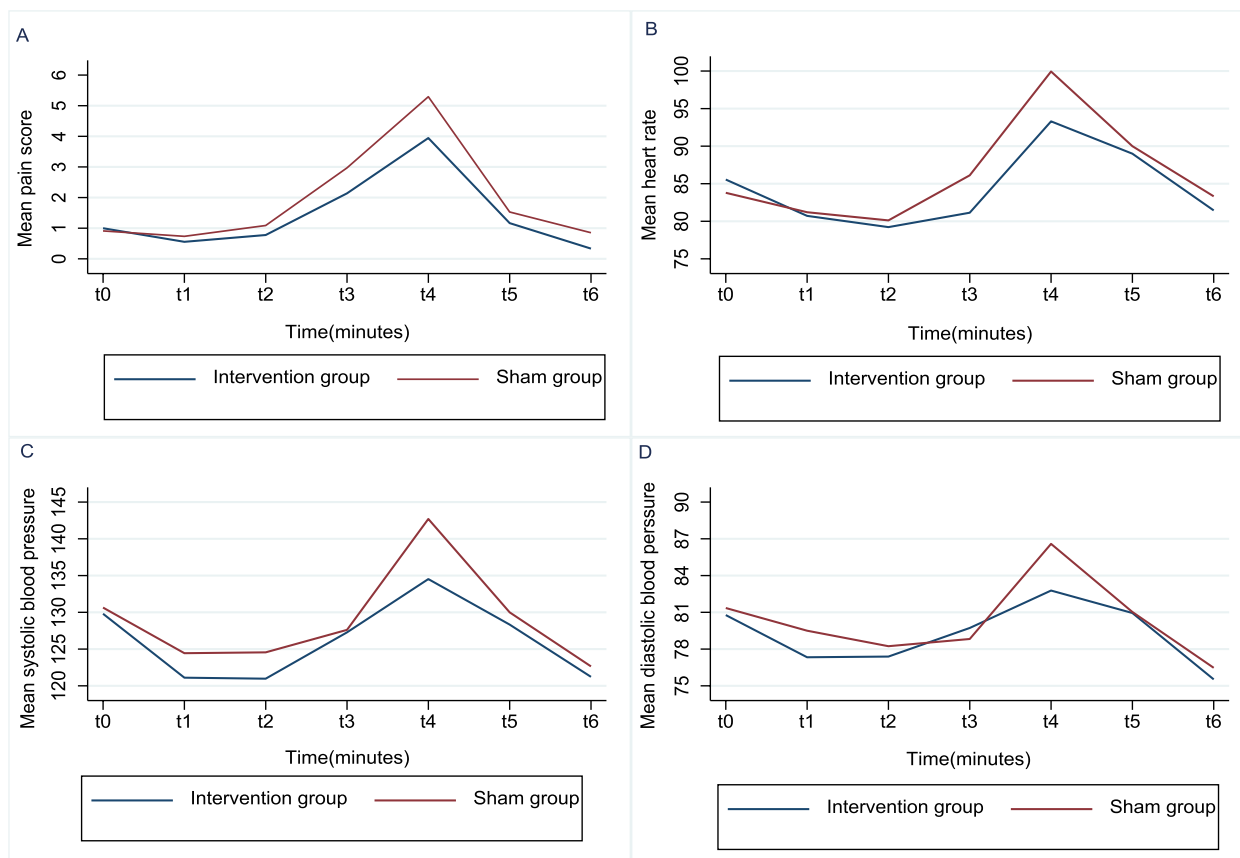 A
Mean pain score
6
5
4
3
2
1
0
t0 t1 t2 t3 t4 t5 t6
Time(minutes)
Intervention group Sham group
B
Mean heart rate
100
95
90
85
80
75
t0 t1 t2 t3 t4 t5 t6
Time(minutes)
Intervention group Sham group
C
Mean systolic blood pressure
145
140
135
130
125
120
t0 t1 t2 t3 t4 t5 t6
Time(minutes)
Intervention group Sham group
D
Mean diastolic blood perssure
90
87
84
81
78
75
t0 t1 t2 t3 t4 t5 t6
Time(minutes)
Intervention group Sham group